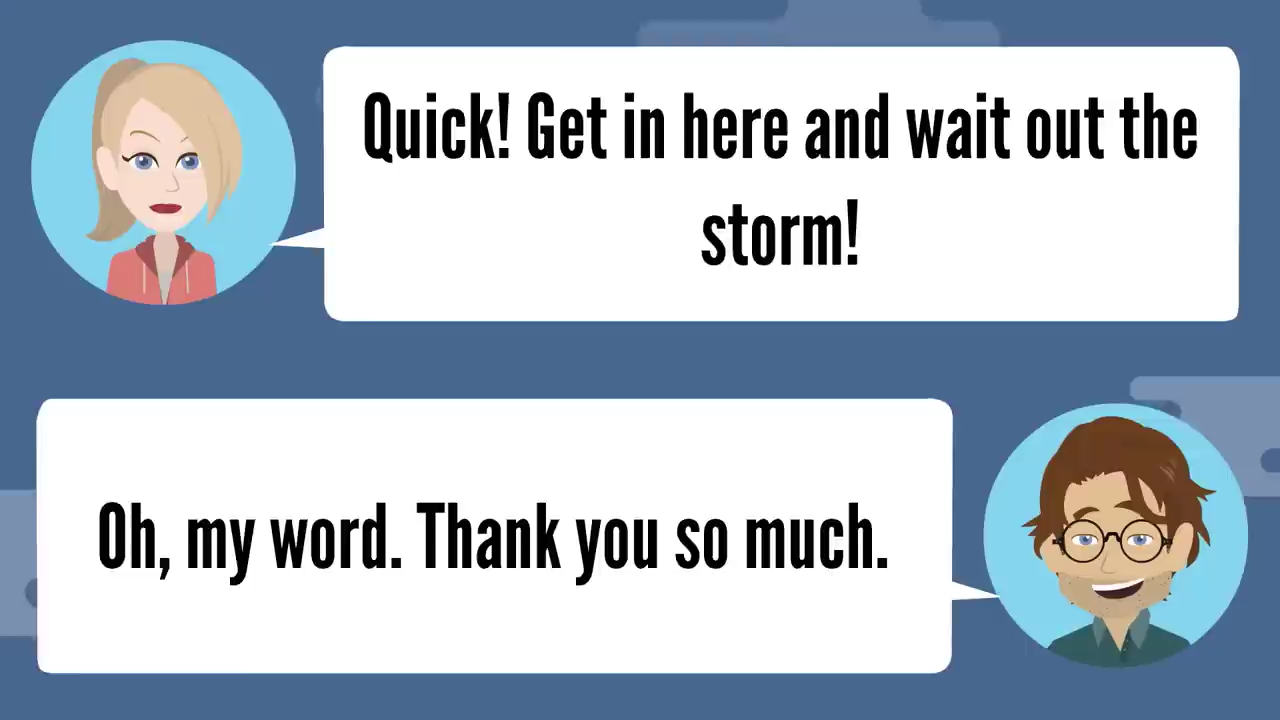 Quick! Get in here and wait out the
storm!
Oh, my word. Thank you so much.